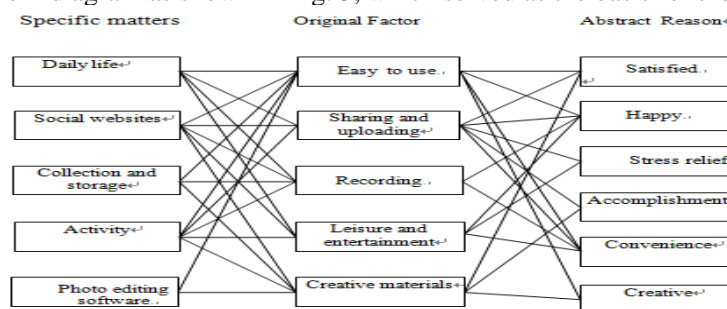 Specific matters Original Factor Abstract Reason
Daily life
Easy to use.
Satisfied.
Social websites
Sharing and
uploading
Happy.
Collection and
storage
Recording.
Stress relief
Activity
Leisure and
entertainment
Accomplishment
Convenience
Photo editing
software.
Creative materials
Creative